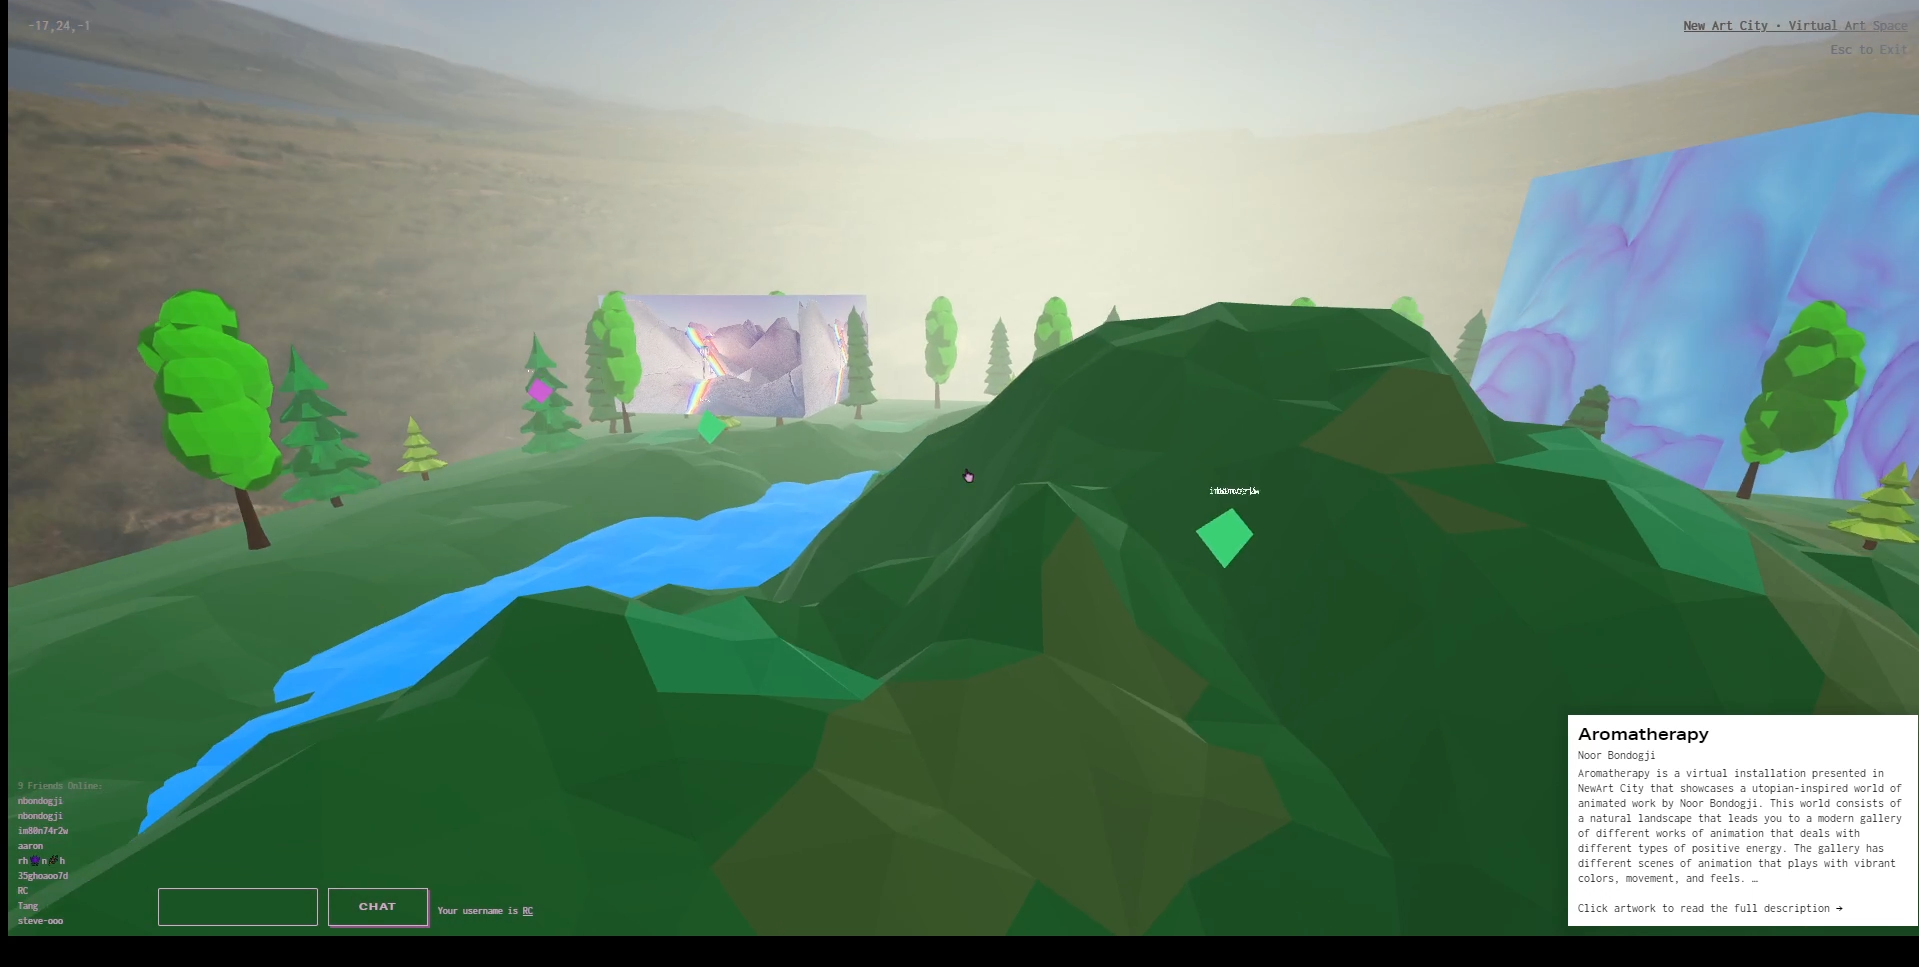 -17,24,-1
New Art City · Virtual Art Space
Esc to Exit
9 Friends Online:
nbondogji
nbondogji
im80n74r2w
aaron
35ghoaoo7d
RC
Tang
steve-ooo
CHAT
Your username is RC
Aromatherapy
Noor Bondogji
Aromatherapy is a virtual installation presented in
NewArt City that showcases a utopian-inspired world of
animated work by Noor Bondogji. This world consists of
a natural landscape that leads you to a modern gallery
of different works of animation that deals with
different types of positive energy. The gallery has
different scenes of animation that plays with vibrant
colors, movement, and feels. …
Click artwork to read the full description →